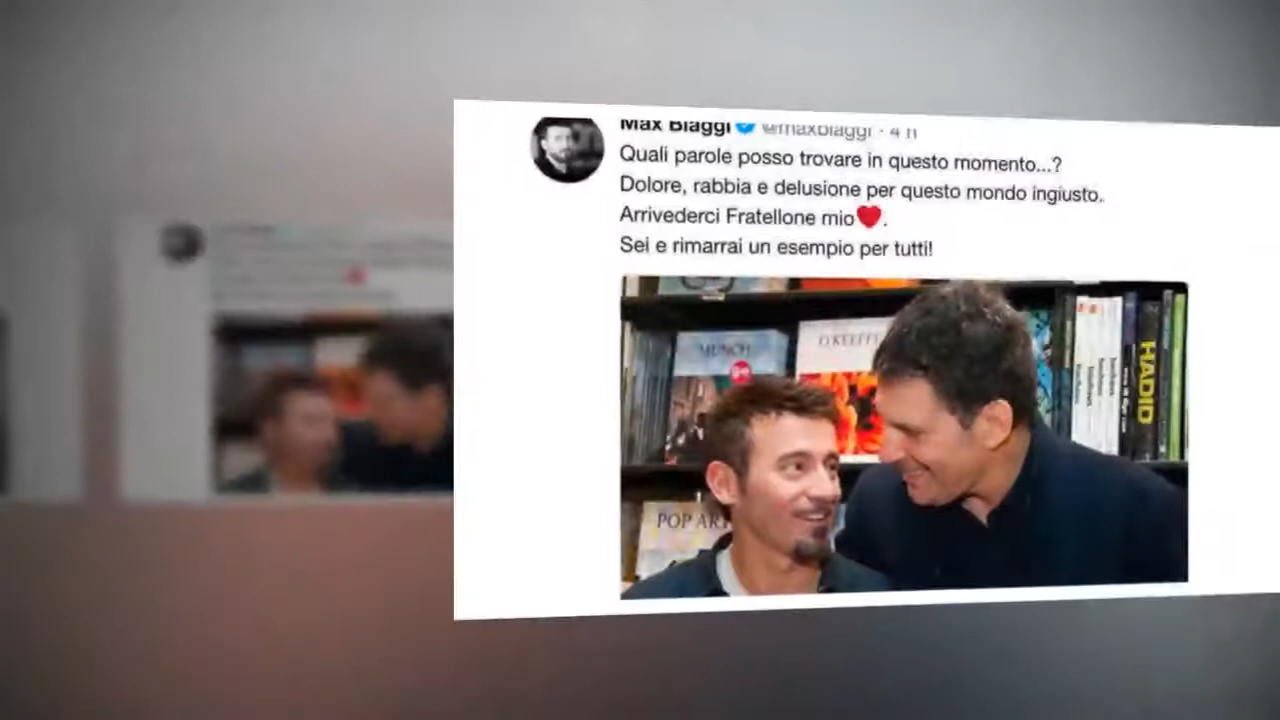 Max Biaggi @maxbiaggi · 4 h
Quali parole posso trovare in questo momento...?
Dolore, rabbia e delusione per questo mondo ingiusto.
Arrivederci Fratellone mio❤.
Sei e rimarrai un esempio per tutti!
MUNCH
O'KEEFFE
HADID
POP ART